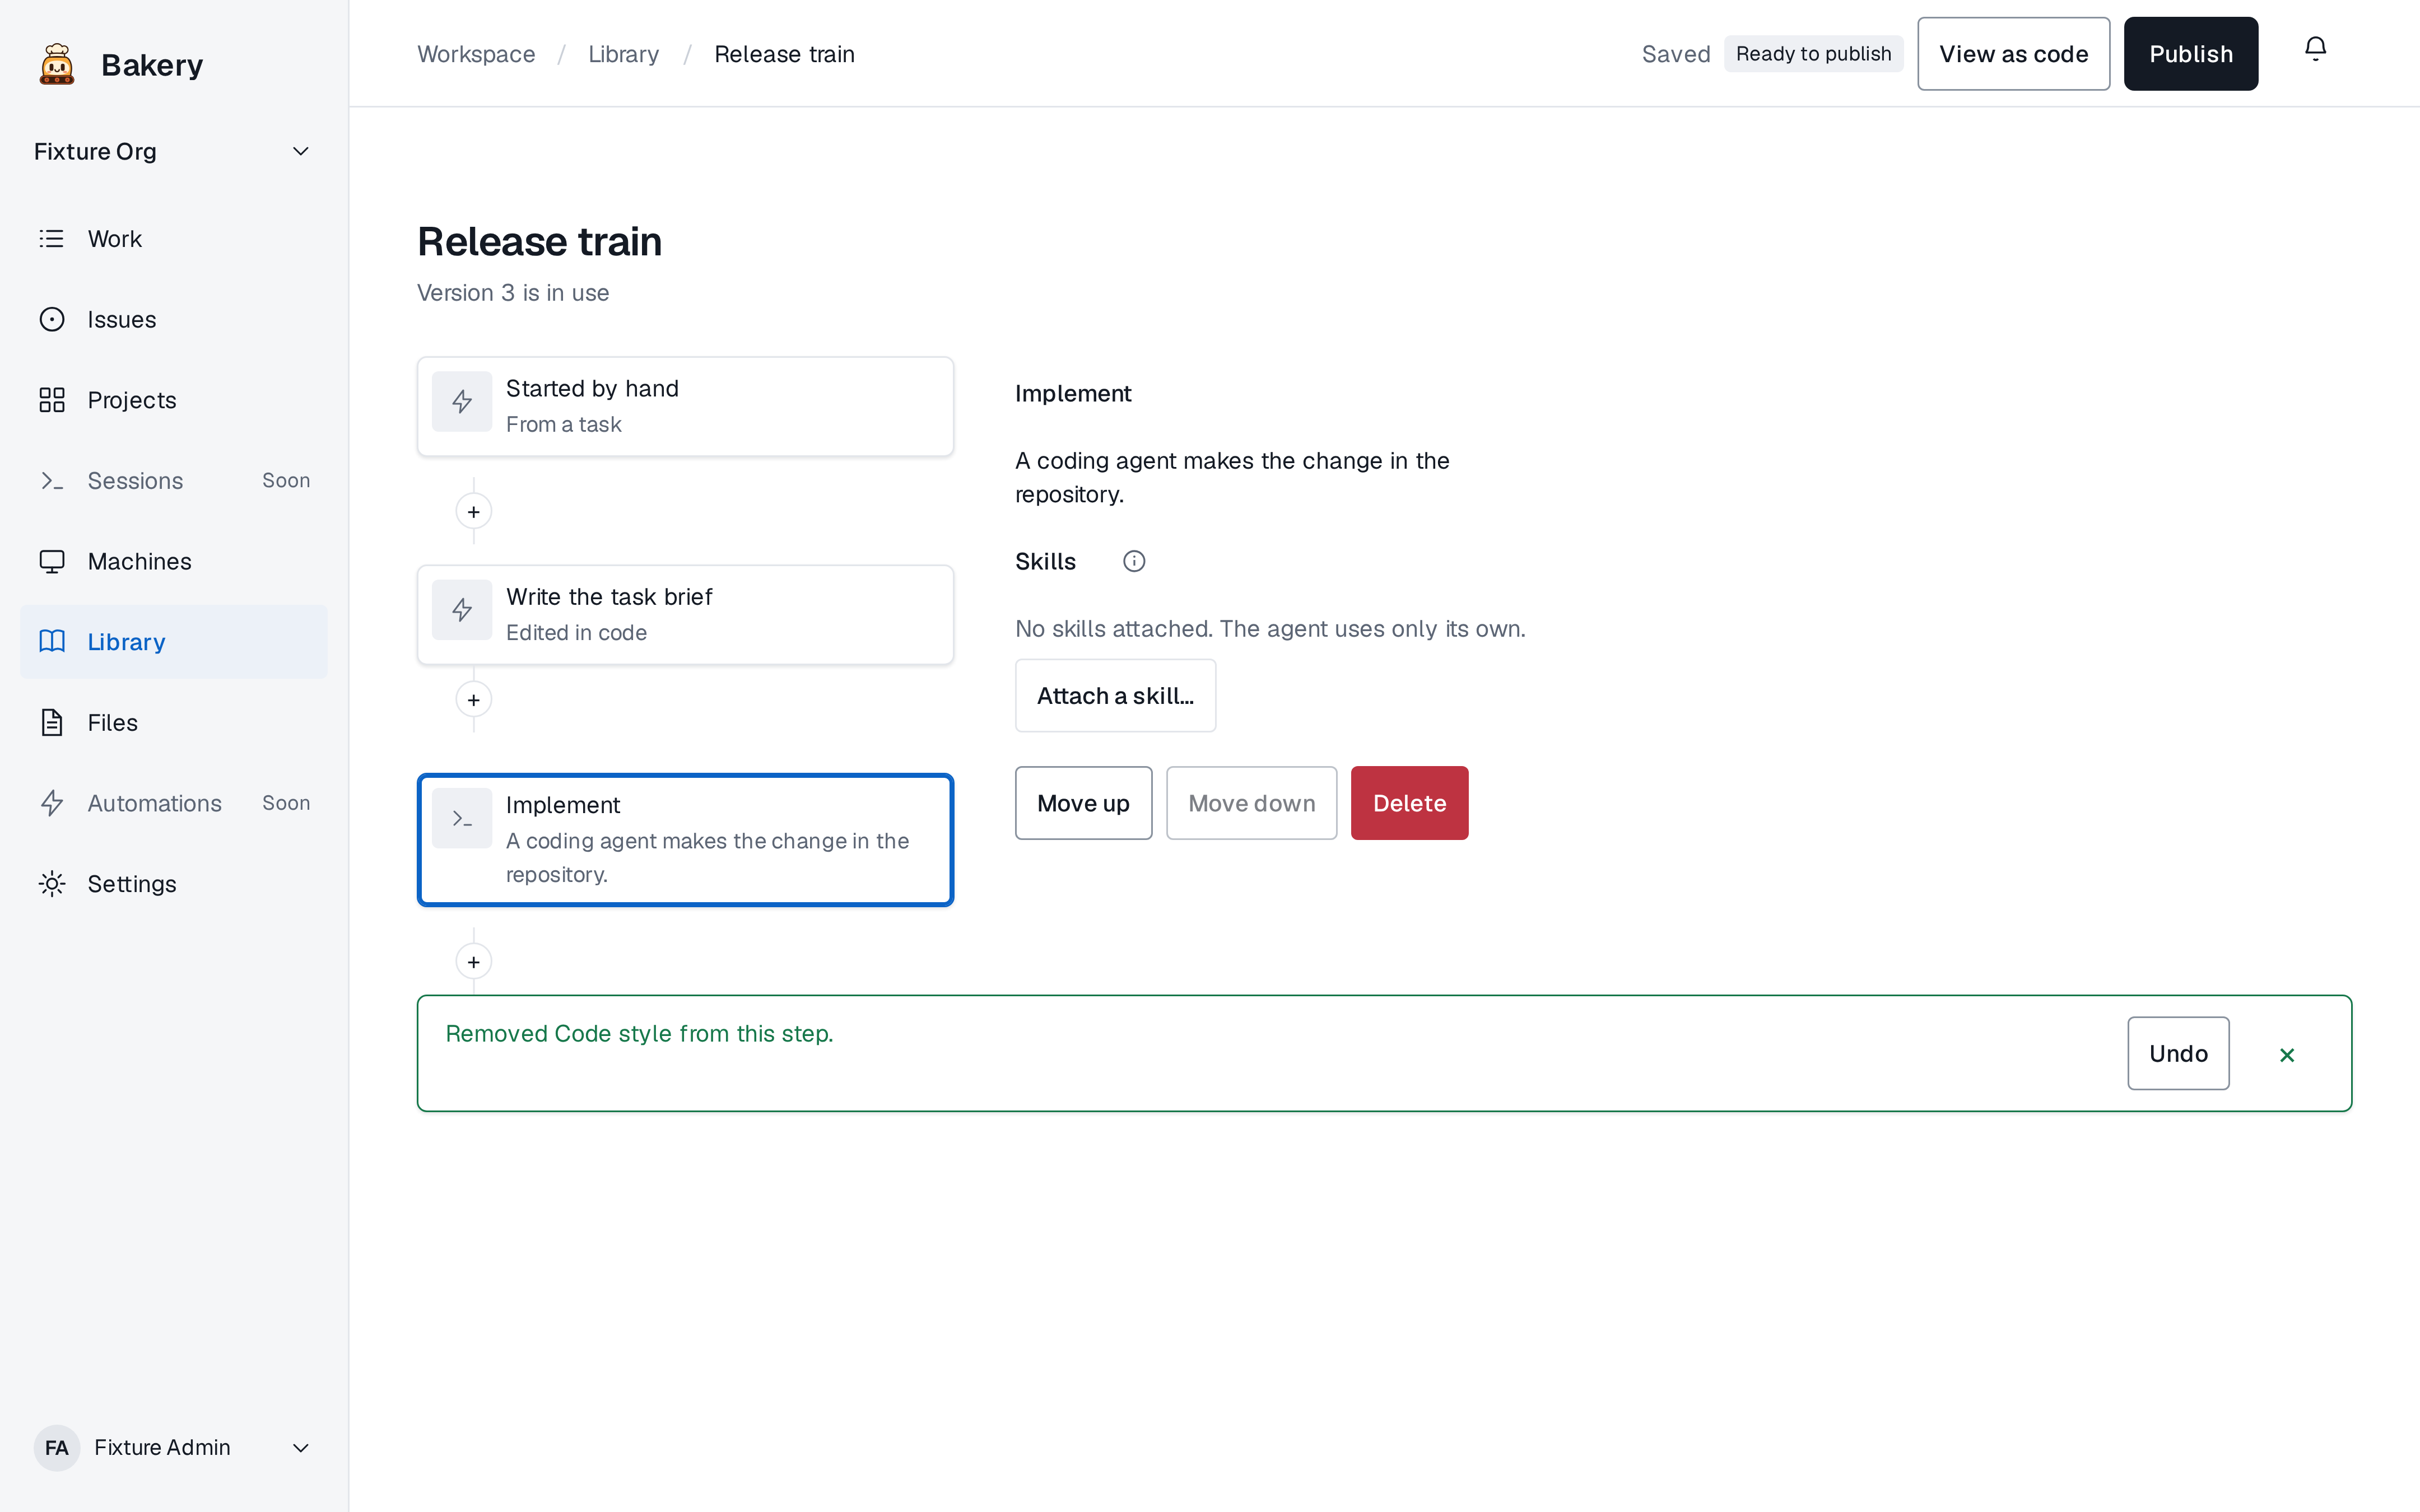 Bakery
Fixture Org
Work
Issues
Projects
Sessions Soon
Machines
Library
Files
Automations Soon
Settings
FA Fixture Admin
Workspace / Library / Release train
Saved Ready to publish View as code Publish
Release train
Version 3 is in use
Started by hand
From a task
+
Write the task brief
Edited in code
+
Implement
A coding agent makes the change in the
repository.
+
Implement
A coding agent makes the change in the
repository.
Skills
No skills attached. The agent uses only its own.
Attach a skill...
Move up Move down Delete
Removed Code style from this step.
Undo